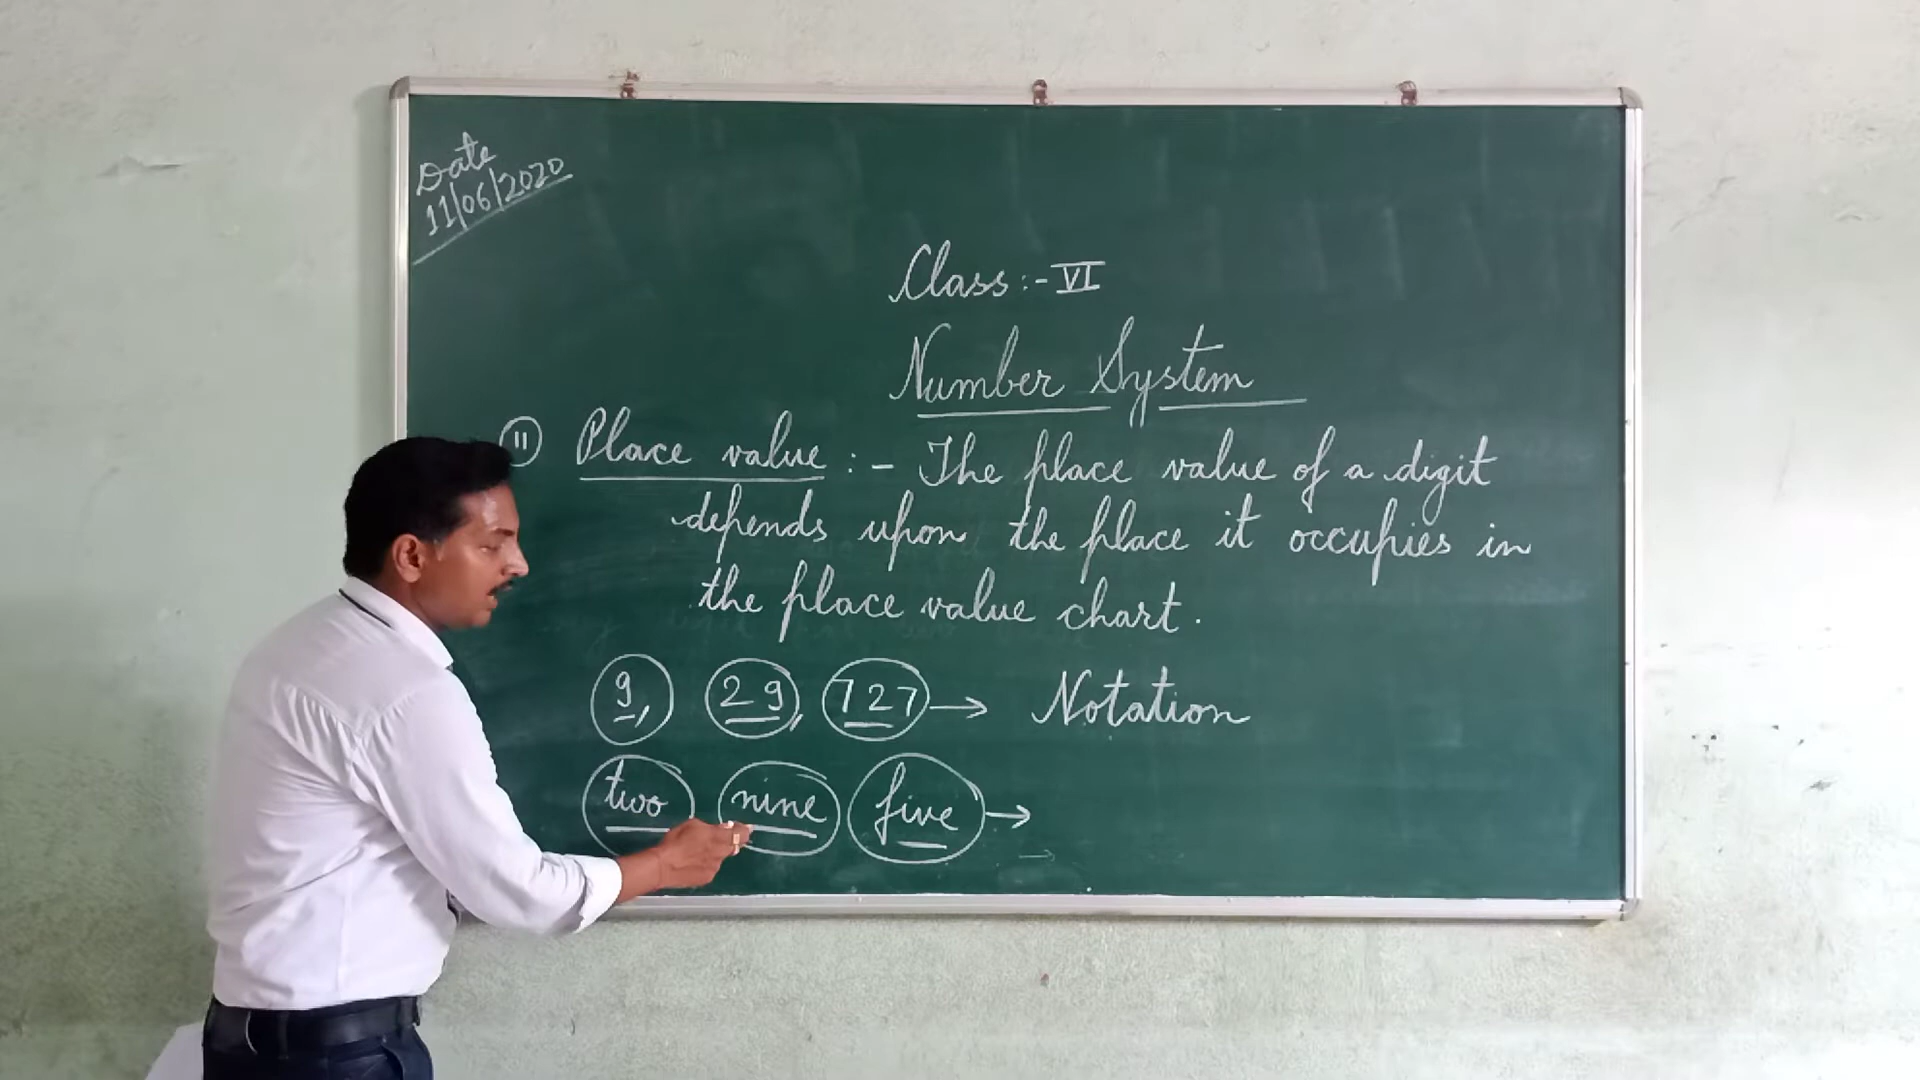 Date
11/06/2020
Class:-VI
Number System
(II) Place value :- The place value of a digit
depends upon the place it occupies in
the place value chart.
9, 29, 727 → Notation
two nine five →